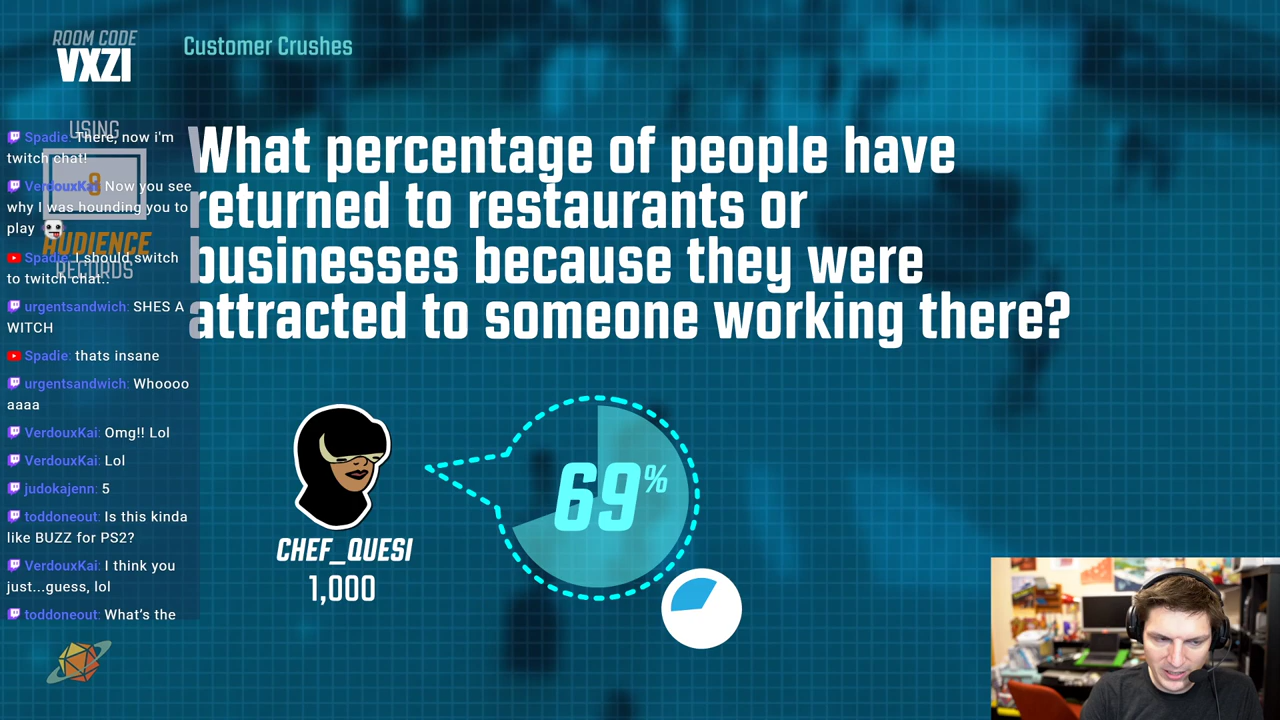 ROOM CODE
VXZI
Customer Crushes
USING
8
AUDIENCE
RECORDS
What percentage of people have
returned to restaurants or
businesses because they were
attracted to someone working there?
Spadie: There, now i'm
twitch chat!
VerdouxKai: Now you see
why I was hounding you to
play
Spadie: I should switch
to twitch chat..
urgentsandwich: SHES A
WITCH
Spadie: thats insane
urgentsandwich: Whoooo
aaaa
VerdouxKai: Omg!! Lol
VerdouxKai: Lol
judokajenn: 5
toddoneout: Is this kinda
like BUZZ for PS2?
VerdouxKai: I think you
just...guess, lol
toddoneout: What's the
69%
CHEF_QUESI
1,000